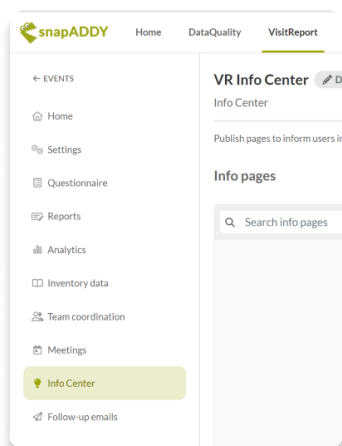 snapADDY
Home
DataQuality
VisitReport
← EVENTS
Home
Settings
Questionnaire
Reports
Analytics
Inventory data
Team coordination
Meetings
Info Center
Follow-up emails
VR Info Center
D
Info Center
Publish pages to inform users i
Info pages
Search info pages